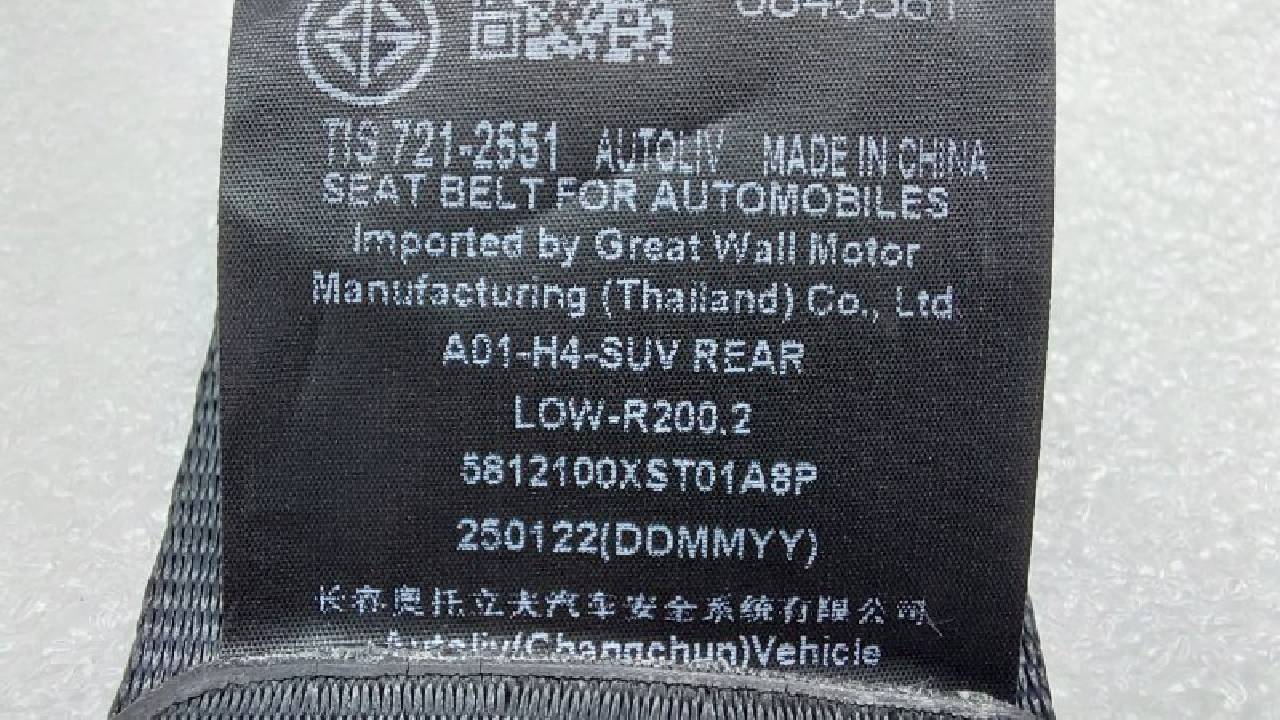 TIS 721-2551 AUTOLIV MADE IN CHINA
SEAT BELT FOR AUTOMOBILES
Imported by Great Wall Motor
Manufacturing (Thailand) Co., Ltd.
A01-H4-SUV REAR
LOW-R200.2
5812100XST01A8P
250122(DDMMYY)
长春奥托立夫汽车安全系统有限公司
Autoliv(Changchun)Vehicle